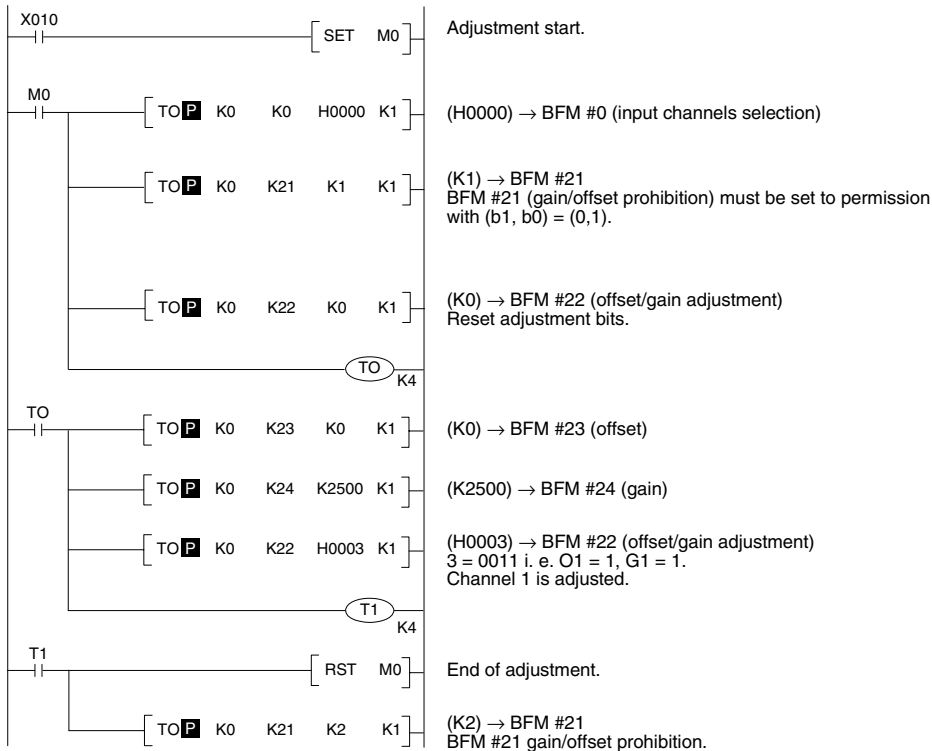 X010
SET M0 Adjustment start.
M0
TO P K0 K0 H0000 K1 (H0000) → BFM #0 (input channels selection)
TO P K0 K21 K1 K1 (K1) → BFM #21
BFM #21 (gain/offset prohibition) must be set to permission
with (b1, b0) = (0,1).
TO P K0 K22 K0 K1 (K0) → BFM #22 (offset/gain adjustment)
Reset adjustment bits.
TO
K4
TO
TO P K0 K23 K0 K1 (K0) → BFM #23 (offset)
TO P K0 K24 K2500 K1 (K2500) → BFM #24 (gain)
TO P K0 K22 H0003 K1 (H0003) → BFM #22 (offset/gain adjustment)
3 = 0011 i. e. O1 = 1, G1 = 1.
Channel 1 is adjusted.
T1
K4
T1
RST M0 End of adjustment.
TO P K0 K21 K2 K1 (K2) → BFM #21
BFM #21 gain/offset prohibition.